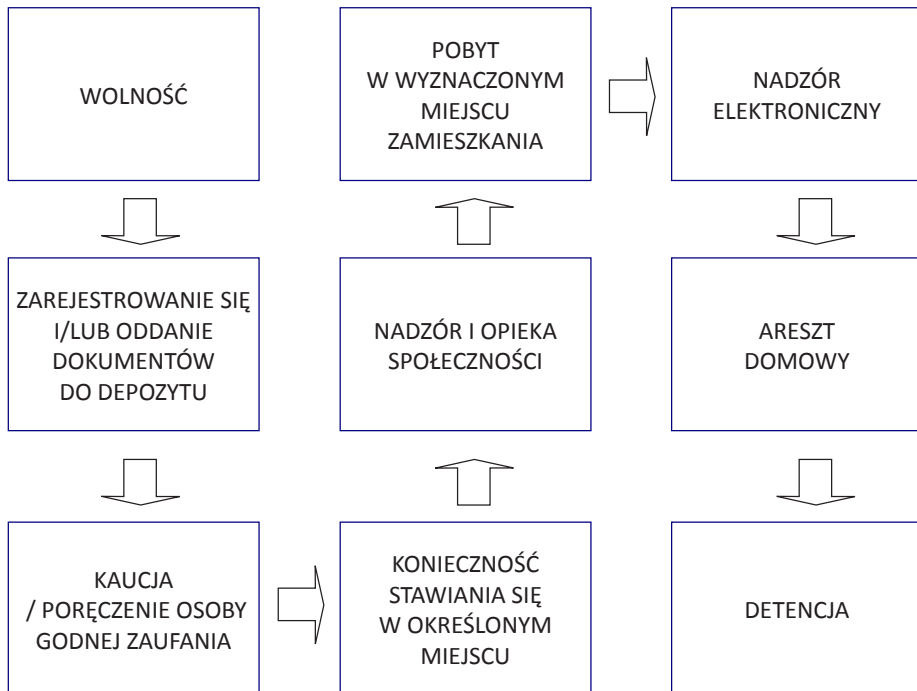 WOLNOŚĆ
ZAREJESTROWANIE SIĘ
I/LUB ODDANIE
DOKUMENTÓW
DO DEPOZYTU
KAUCJA
/ PORĘCZENIE OSOBY
GODNEJ ZAUFANIA
KONIECZNOŚĆ
STAWIANIA SIĘ
W OKREŚLONYM
MIEJSCU
NADZÓR I OPIEKA
SPOŁECZNOŚCI
POBYT
W WYZNACZONYM
MIEJSCU
ZAMIESZKANIA
NADZÓR
ELEKTRONICZNY
ARESZT
DOMOWY
DETENCJA